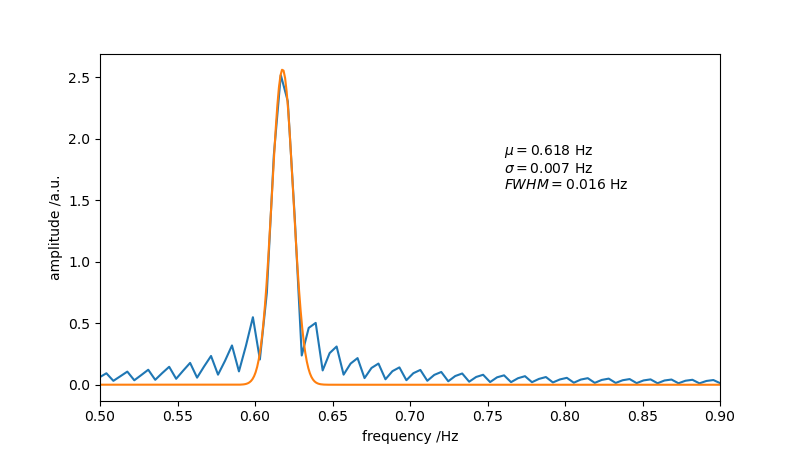 2.5
2.0
1.5
1.0
0.5
0.0
amplitude /a.u.
μ = 0.618 Hz
σ = 0.007 Hz
FWHM = 0.016 Hz
0.50 0.55 0.60 0.65 0.70 0.75 0.80 0.85 0.90
frequency /Hz